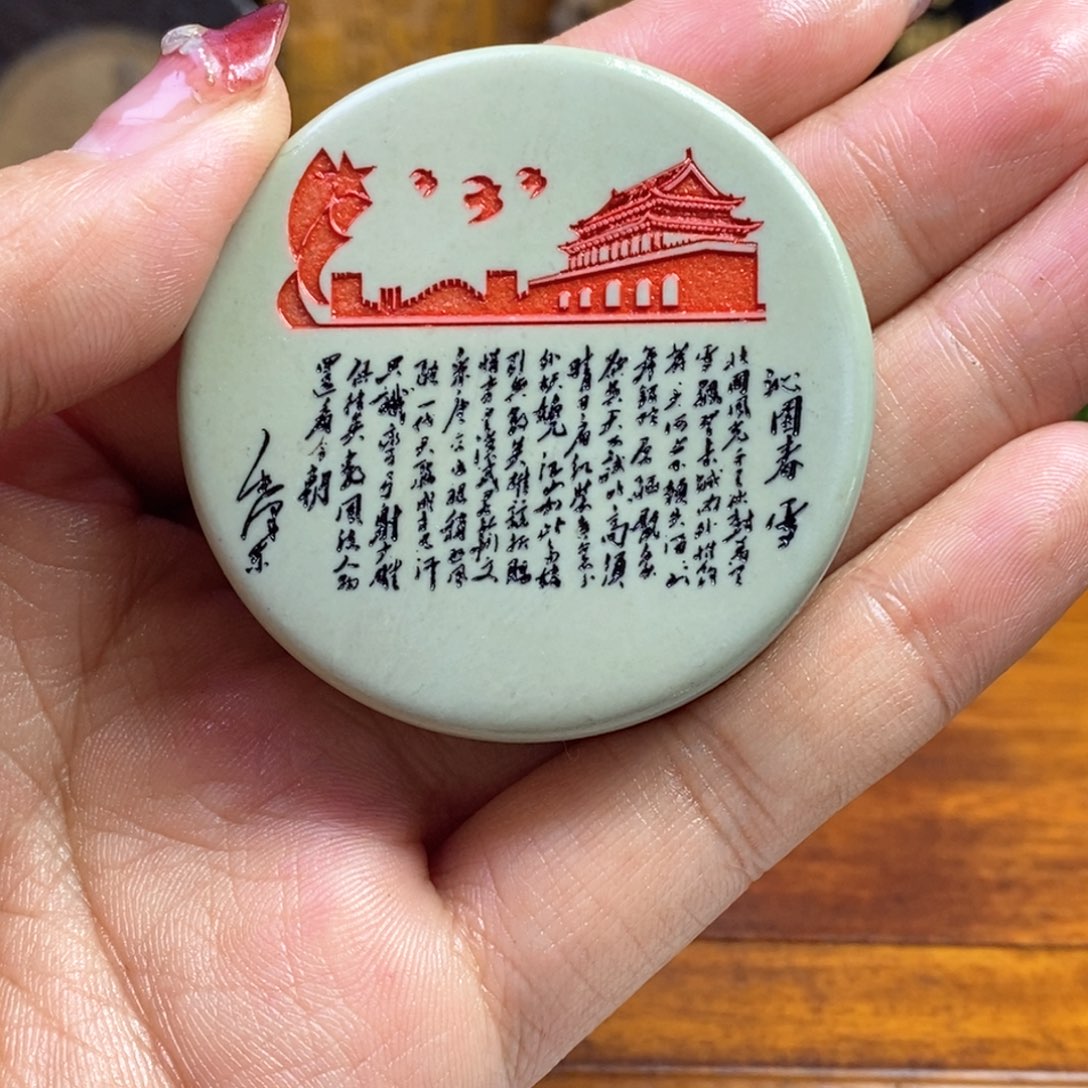 沁園春 雪
北國風光千里冰封萬里
雪飄望長城內外惟餘
莽々大河上下頓失滔々山
舞銀蛇原驅臘象
欲與天公試比高須
晴日看紅裝素裹分
外妖嬈江山如此多嬌
引無數英雄競折腰
惜秦皇漢武略輸文
采唐宗宋祖稍遜風
騷一代天驕成吉思汗
只識彎弓射大雕
俱往矣數風流人物
還看今朝
毛澤東